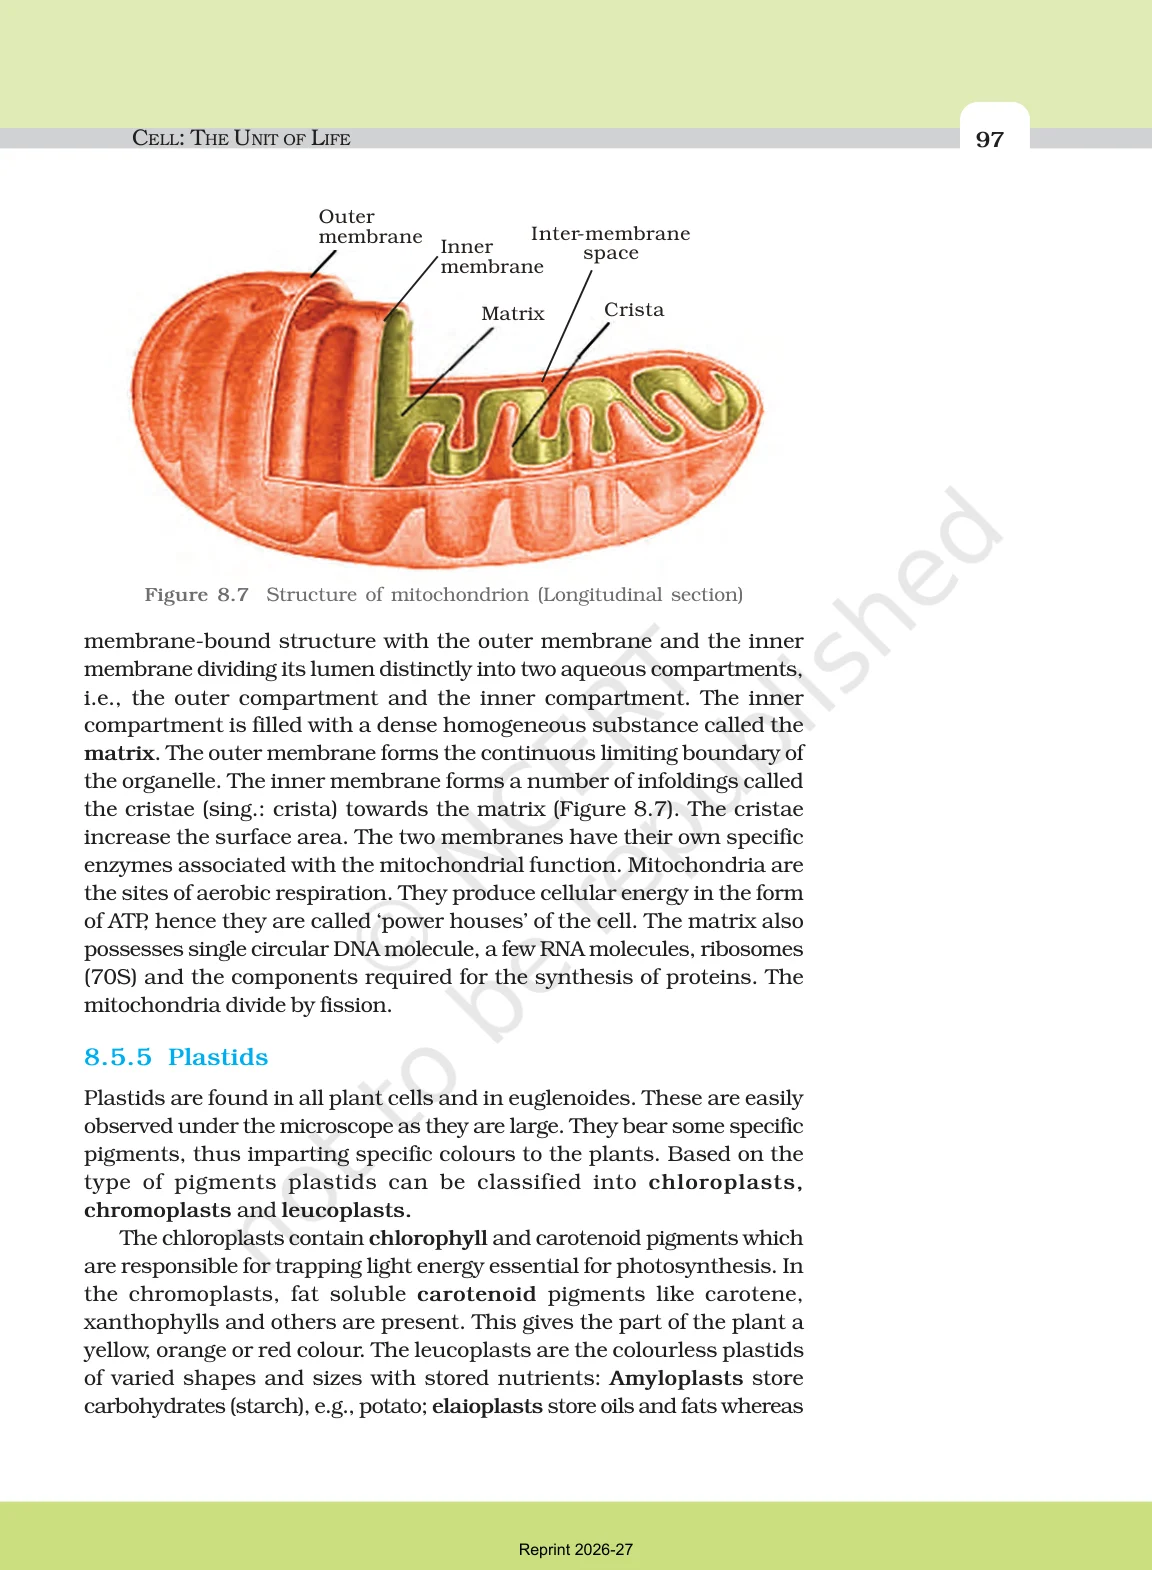 CELL: THE UNIT OF LIFE
97
Outer
membrane
Inner
membrane
Inter-membrane
space
Matrix
Crista
Figure 8.7 Structure of mitochondrion (Longitudinal section)
membrane-bound structure with the outer membrane and the inner
membrane dividing its lumen distinctly into two aqueous compartments,
i.e., the outer compartment and the inner compartment. The inner
compartment is filled with a dense homogeneous substance called the
matrix. The outer membrane forms the continuous limiting boundary of
the organelle. The inner membrane forms a number of infoldings called
the cristae (sing.: crista) towards the matrix (Figure 8.7). The cristae
increase the surface area. The two membranes have their own specific
enzymes associated with the mitochondrial function. Mitochondria are
the sites of aerobic respiration. They produce cellular energy in the form
of ATP, hence they are called ‘power houses’ of the cell. The matrix also
possesses single circular DNA molecule, a few RNA molecules, ribosomes
(70S) and the components required for the synthesis of proteins. The
mitochondria divide by fission.
8.5.5 Plastids
Plastids are found in all plant cells and in euglenoides. These are easily
observed under the microscope as they are large. They bear some specific
pigments, thus imparting specific colours to the plants. Based on the
type of pigments plastids can be classified into chloroplasts,
chromoplasts and leucoplasts.
The chloroplasts contain chlorophyll and carotenoid pigments which
are responsible for trapping light energy essential for photosynthesis. In
the chromoplasts, fat soluble carotenoid pigments like carotene,
xanthophylls and others are present. This gives the part of the plant a
yellow, orange or red colour. The leucoplasts are the colourless plastids
of varied shapes and sizes with stored nutrients: Amyloplasts store
carbohydrates (starch), e.g., potato; elaioplasts store oils and fats whereas
© NCERT
not to be republished
Reprint 2026-27